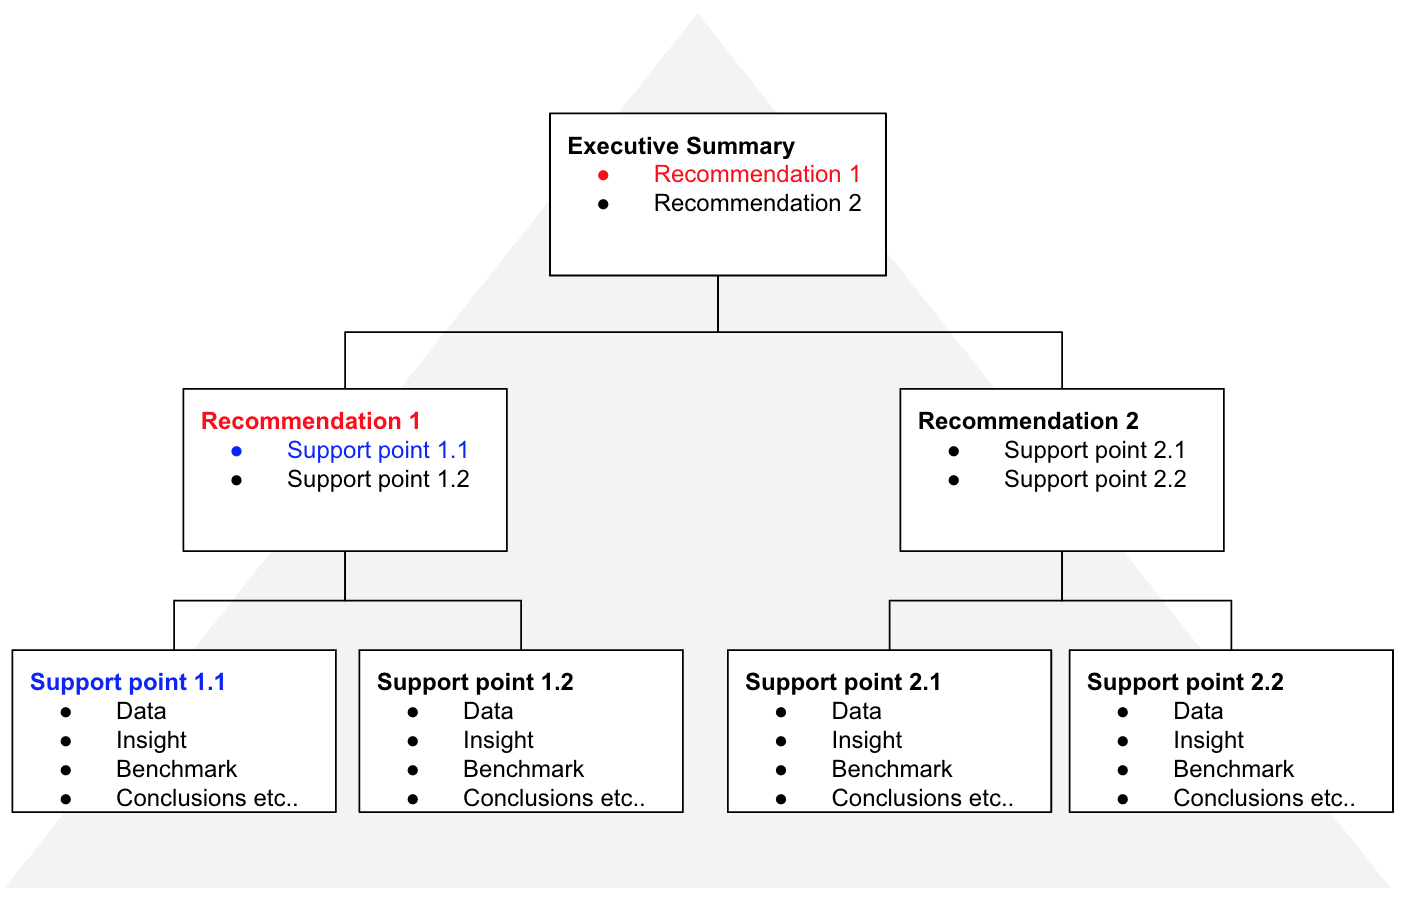 Executive Summary
● Recommendation 1
● Recommendation 2
Recommendation 1
● Support point 1.1
● Support point 1.2
Recommendation 2
● Support point 2.1
● Support point 2.2
Support point 1.1
● Data
● Insight
● Benchmark
● Conclusions etc..
Support point 1.2
● Data
● Insight
● Benchmark
● Conclusions etc..
Support point 2.1
● Data
● Insight
● Benchmark
● Conclusions etc..
Support point 2.2
● Data
● Insight
● Benchmark
● Conclusions etc..